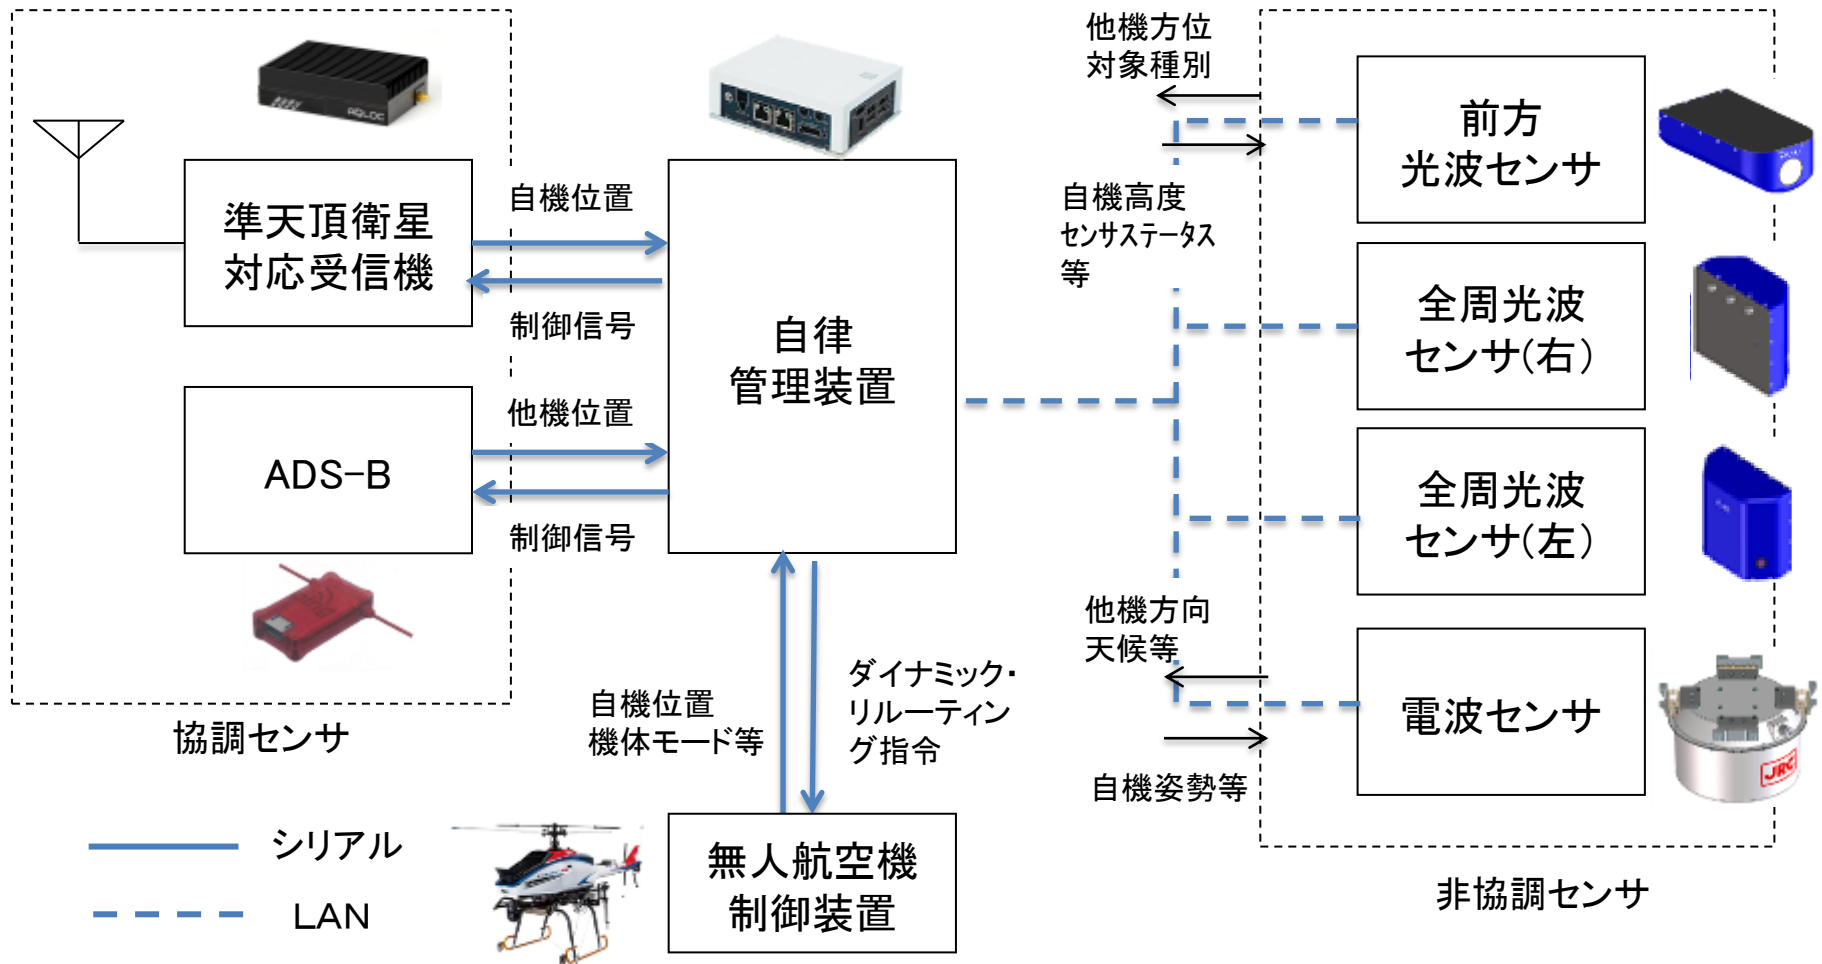 AQLOC
準天頂衛星
対応受信機
自機位置
制御信号
ADS-B
他機位置
制御信号
協調センサ
自律
管理装置
自機位置
機体モード等
ダイナミック・
リルーティン
グ指令
無人航空機
制御装置
シリアル
LAN
他機方位
対象種別
自機高度
センサステータス
等
他機方向
天候等
自機姿勢等
前方
光波センサ
全周光波
センサ(右)
全周光波
センサ(左)
電波センサ
JRC
非協調センサ